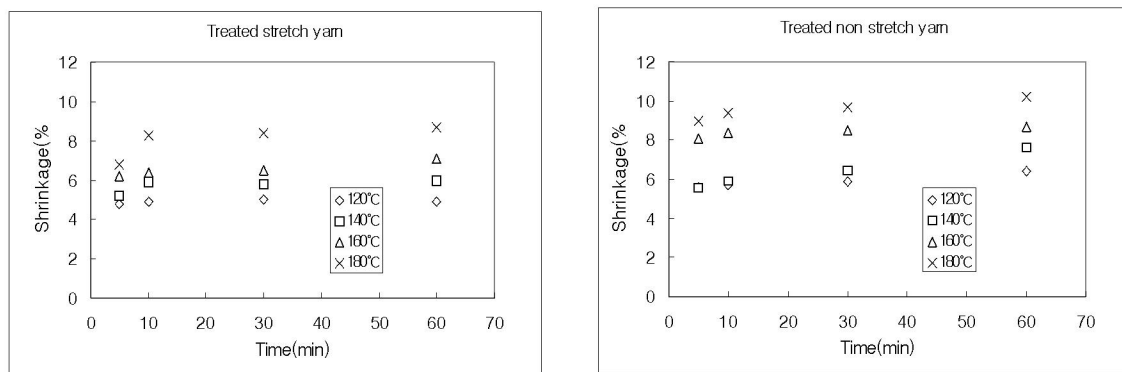 Treated stretch yarn
12
10
8
6
4
2
0
Shrinkage(%
120°C
140°C
160°C
180°C
0 10 20 30 40 50 60 70
Time(min)
Treated non stretch yarn
12
10
8
6
4
2
0
Shrinkage(%
120°C
140°C
160°C
180°C
0 10 20 30 40 50 60 70
Time(min)